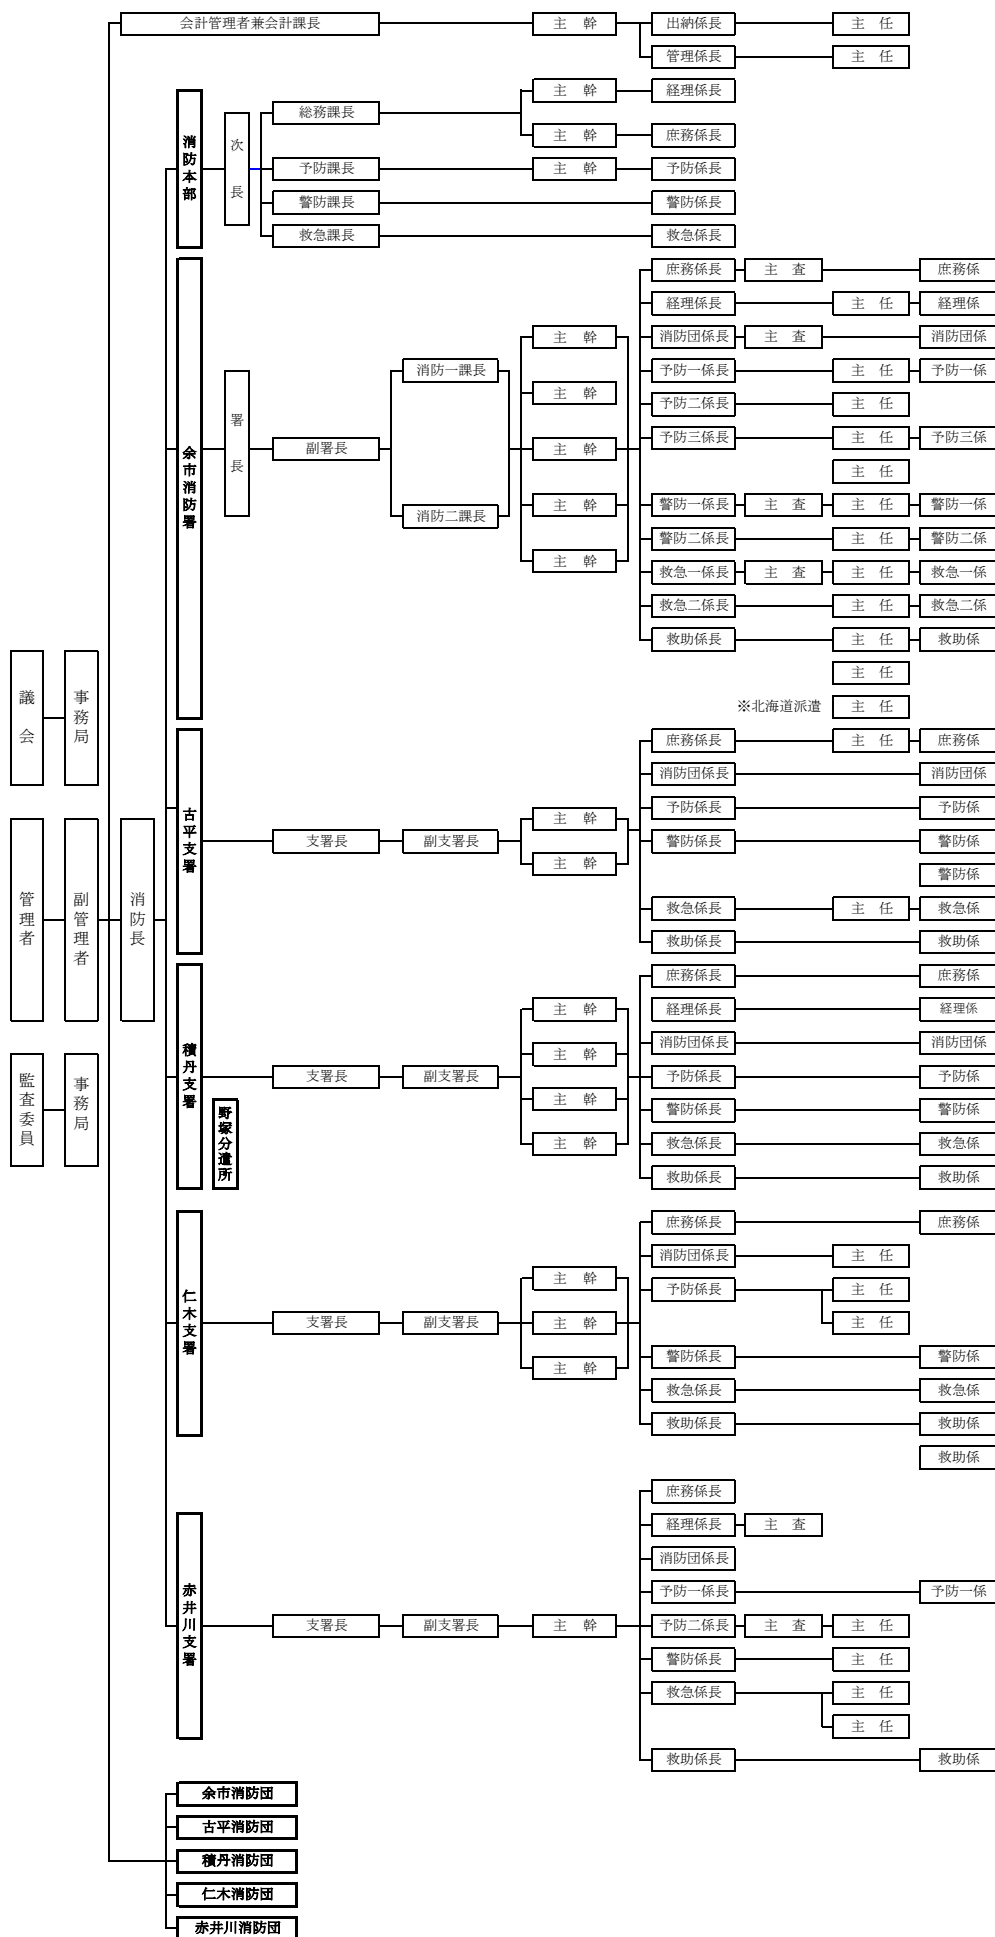 会計管理者兼会計課長 主 幹 出納係長 主 任
管理係長 主 任
消防本部
次長
総務課長
主 幹 経理係長
主 幹 庶務係長
予防課長 主 幹 予防係長
警防課長 警防係長
救急課長 救急係長
余市消防署
署長
副署長
消防一課長
消防二課長
主 幹
主 幹
主 幹
主 幹
主 幹
庶務係長 主 査 庶務係
経理係長 主 任 経理係
消防団係長 主 査 消防団係
予防一係長 主 任 予防一係
予防二係長 主 任
予防三係長 主 任 予防三係
主 任
警防一係長 主 査 主 任 警防一係
警防二係長 主 任 警防二係
救急一係長 主 査 主 任 救急一係
救急二係長 主 任 救急二係
救助係長 主 任 救助係
主 任
※北海道派遣 主 任
議会
事務局
管理者
副管理者
消防長
監査委員
事務局
古平支署
支署長 副支署長
主 幹
主 幹
庶務係長 主 任 庶務係
消防団係長 消防団係
予防係長 予防係
警防係長 警防係
警防係
救急係長 主 任 救急係
救助係長 救助係
積丹支署
野塚分遣所
支署長 副支署長
主 幹
主 幹
主 幹
主 幹
庶務係長 庶務係
経理係長 経理係
消防団係長 消防団係
予防係長 予防係
警防係長 警防係
救急係長 救急係
救助係長 救助係
仁木支署
支署長 副支署長
主 幹
主 幹
主 幹
庶務係長 庶務係
消防団係長 主 任
予防係長 主 任
主 任
警防係長 警防係
救急係長 救急係
救助係長 救助係
救助係
赤井川支署
支署長 副支署長 主 幹
庶務係長
経理係長 主 査
消防団係長
予防一係長 予防一係
予防二係長 主 査 主 任
警防係長 主 任
救急係長 主 任
主 任
救助係長 救助係
余市消防団
古平消防団
積丹消防団
仁木消防団
赤井川消防団